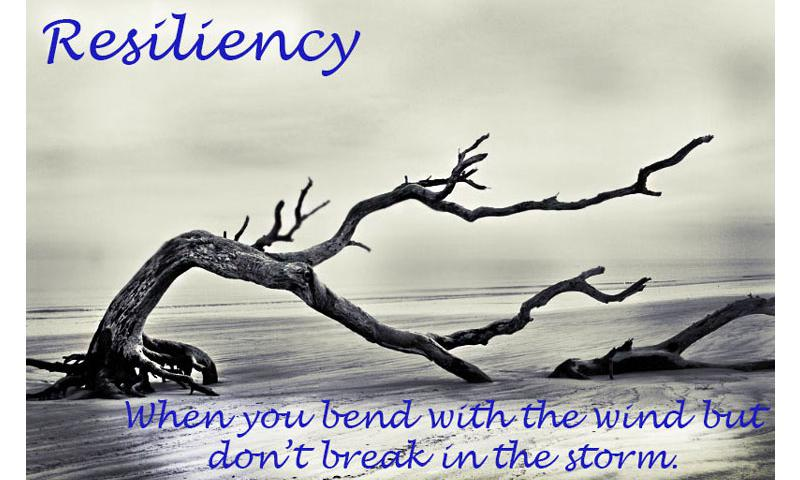 Resiliency
When you bend with the wind but
don't break in the storm.